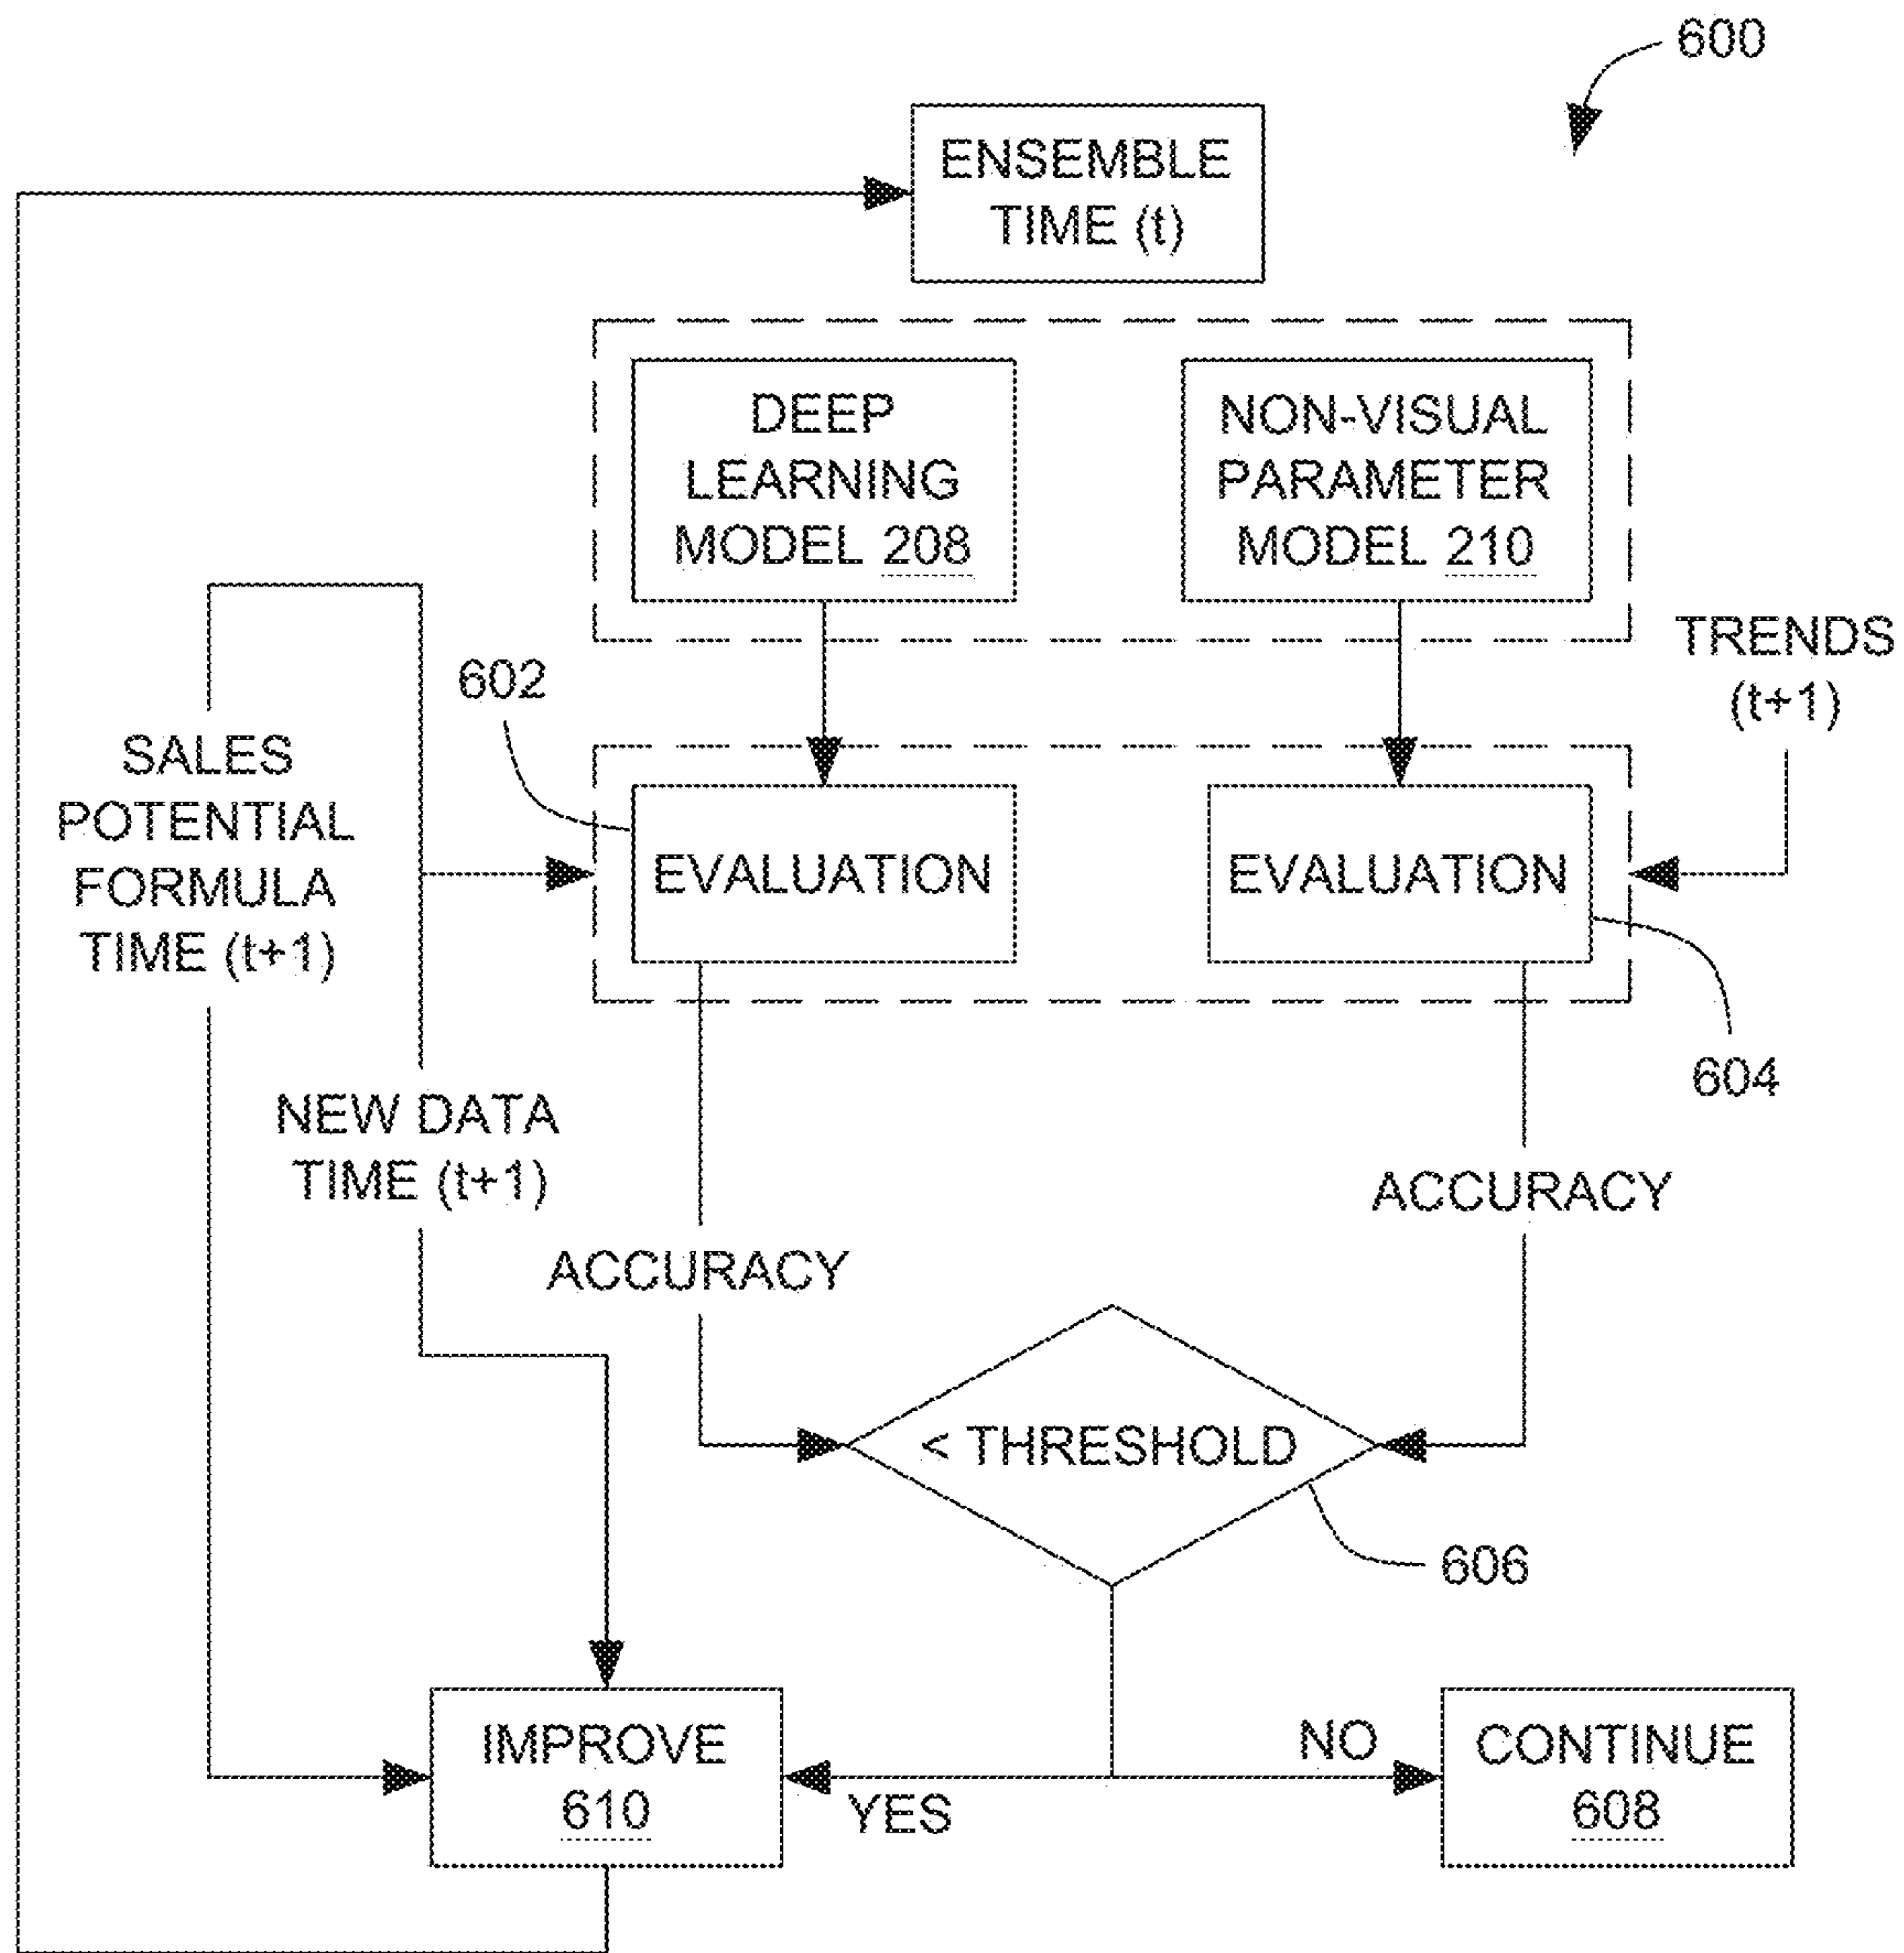 600
ENSEMBLE
TIME (t)
DEEP
LEARNING
MODEL 208
NON-VISUAL
PARAMETER
MODEL 210
TRENDS
(t+1)
602
SALES
POTENTIAL
FORMULA
TIME (t+1)
EVALUATION
EVALUATION
604
NEW DATA
TIME (t+1)
ACCURACY
ACCURACY
< THRESHOLD
606
IMPROVE
610
YES
NO
CONTINUE
608